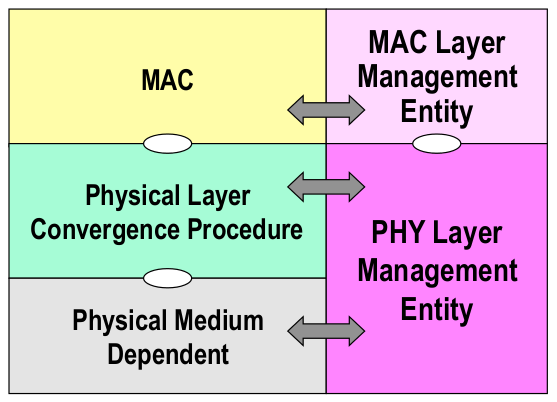 MAC
MAC Layer
Management
Entity
Physical Layer
Convergence Procedure
PHY Layer
Management
Entity
Physical Medium
Dependent